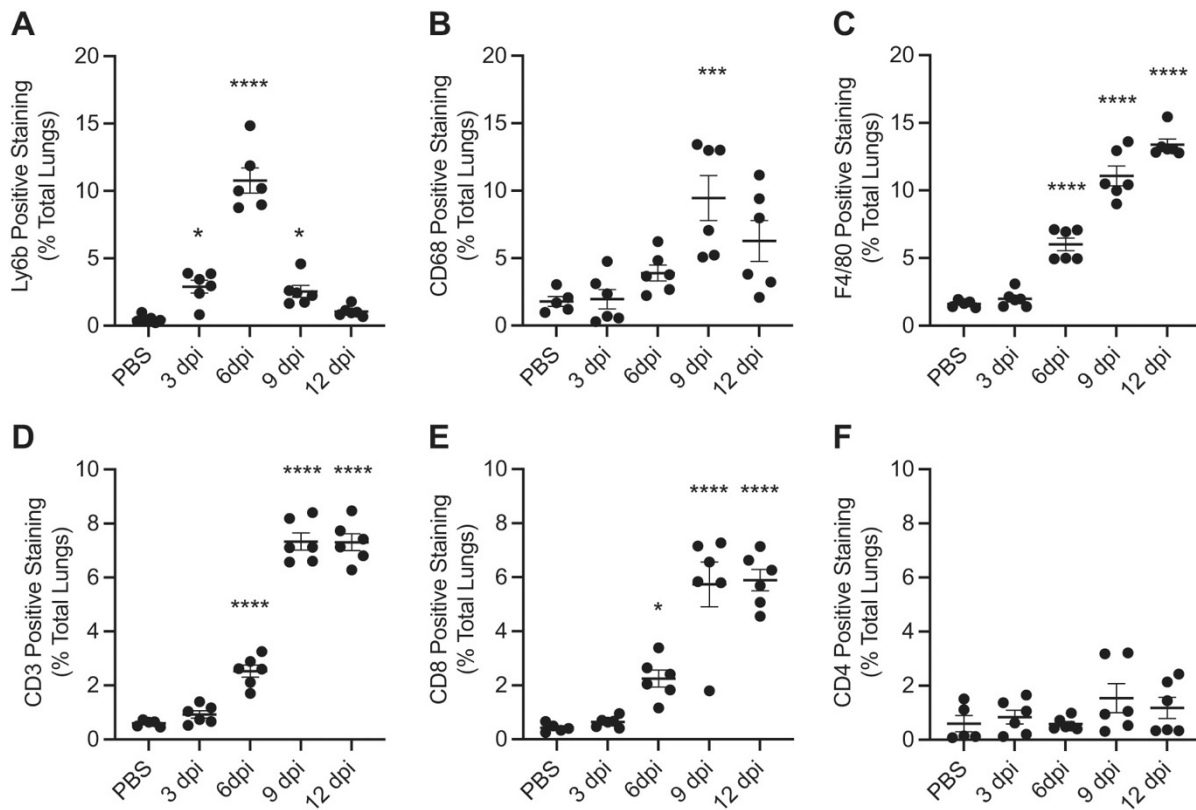 A
Ly6b Positive Staining
(% Total Lungs)
20
15
10
5
0
*
****
*
PBS
3 dpi
6dpi
9 dpi
12 dpi
B
CD68 Positive Staining
(% Total Lungs)
20
15
10
5
0
***
PBS
3 dpi
6dpi
9 dpi
12 dpi
C
F4/80 Positive Staining
(% Total Lungs)
20
15
10
5
0
****
****
****
PBS
3 dpi
6dpi
9 dpi
12 dpi
D
CD3 Positive Staining
(% Total Lungs)
10
8
6
4
2
0
****
****
****
PBS
3 dpi
6dpi
9 dpi
12 dpi
E
CD8 Positive Staining
(% Total Lungs)
10
8
6
4
2
0
*
****
****
PBS
3 dpi
6dpi
9 dpi
12 dpi
F
CD4 Positive Staining
(% Total Lungs)
10
8
6
4
2
0
PBS
3 dpi
6dpi
9 dpi
12 dpi